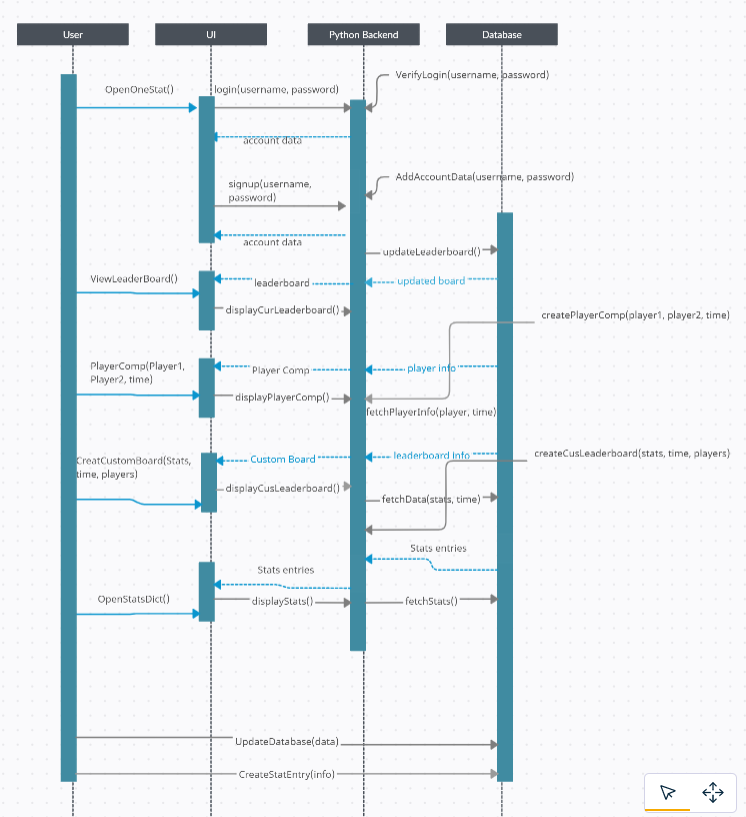 User
UI
Python Backend
Database
VerifyLogin(username, password)
OpenOneStat()
login(username, password)
account data
AddAccountData(username, password)
signup(username,
password)
account data
updateLeaderboard()
ViewLeaderBoard()
leaderboard
updated board
displayCurLeaderboard()
createPlayerComp(player1, player2, time)
PlayerComp(Player1,
Player2, time)
Player Comp
player info
displayPlayerComp()
fetchPlayerInfo(player, time)
CreatCustomBoard(Stats,
time, players)
Custom Board
leaderboard info
createCusLeaderboard(stats, time, players)
displayCusLeaderboard()
fetchData(stats, time)
Stats entries
Stats entries
OpenStatsDict()
displayStats()
fetchStats()
UpdateDatabase(data)
CreateStatEntry(info)